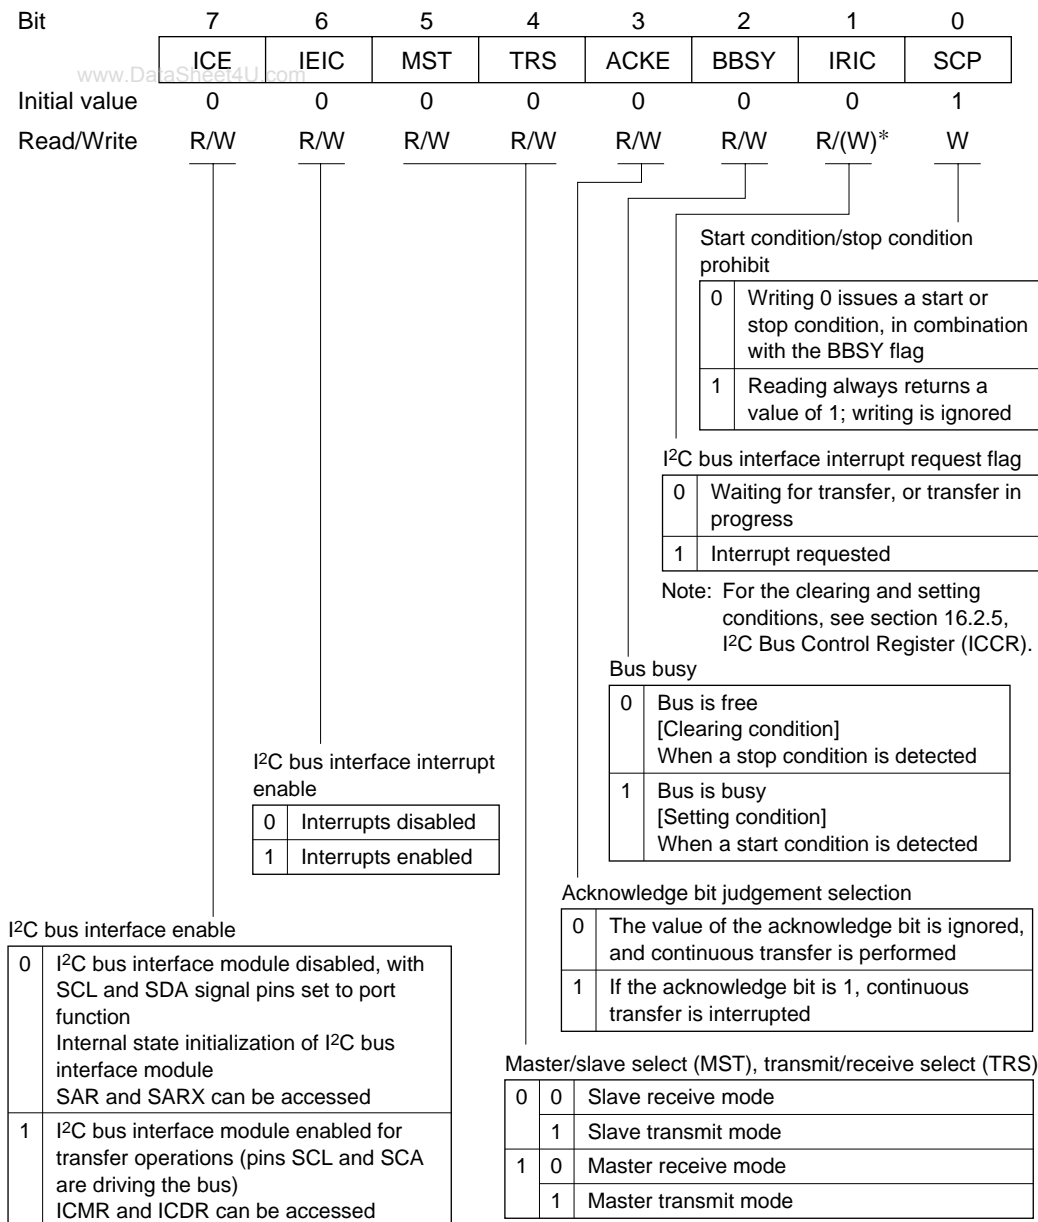 Bit 7 6 5 4 3 2 1 0
ICE IEIC MST TRS ACKE BBSY IRIC SCP
www.DataSheet4U.com
Initial value 0 0 0 0 0 0 0 1
Read/Write R/W R/W R/W R/W R/W R/W R/(W)* W
Start condition/stop condition
prohibit
0 Writing 0 issues a start or
stop condition, in combination
with the BBSY flag
1 Reading always returns a
value of 1; writing is ignored
I2C bus interface interrupt request flag
0 Waiting for transfer, or transfer in
progress
1 Interrupt requested
Note: For the clearing and setting
conditions, see section 16.2.5,
I2C Bus Control Register (ICCR).
Bus busy
0 Bus is free
[Clearing condition]
When a stop condition is detected
1 Bus is busy
[Setting condition]
When a start condition is detected
I2C bus interface interrupt
enable
0 Interrupts disabled
1 Interrupts enabled
Acknowledge bit judgement selection
0 The value of the acknowledge bit is ignored,
and continuous transfer is performed
1 If the acknowledge bit is 1, continuous
transfer is interrupted
I2C bus interface enable
0 I2C bus interface module disabled, with
SCL and SDA signal pins set to port
function
Internal state initialization of I2C bus
interface module
SAR and SARX can be accessed
1 I2C bus interface module enabled for
transfer operations (pins SCL and SCA
are driving the bus)
ICMR and ICDR can be accessed
Master/slave select (MST), transmit/receive select (TRS)
0 0 Slave receive mode
1 Slave transmit mode
1 0 Master receive mode
1 Master transmit mode